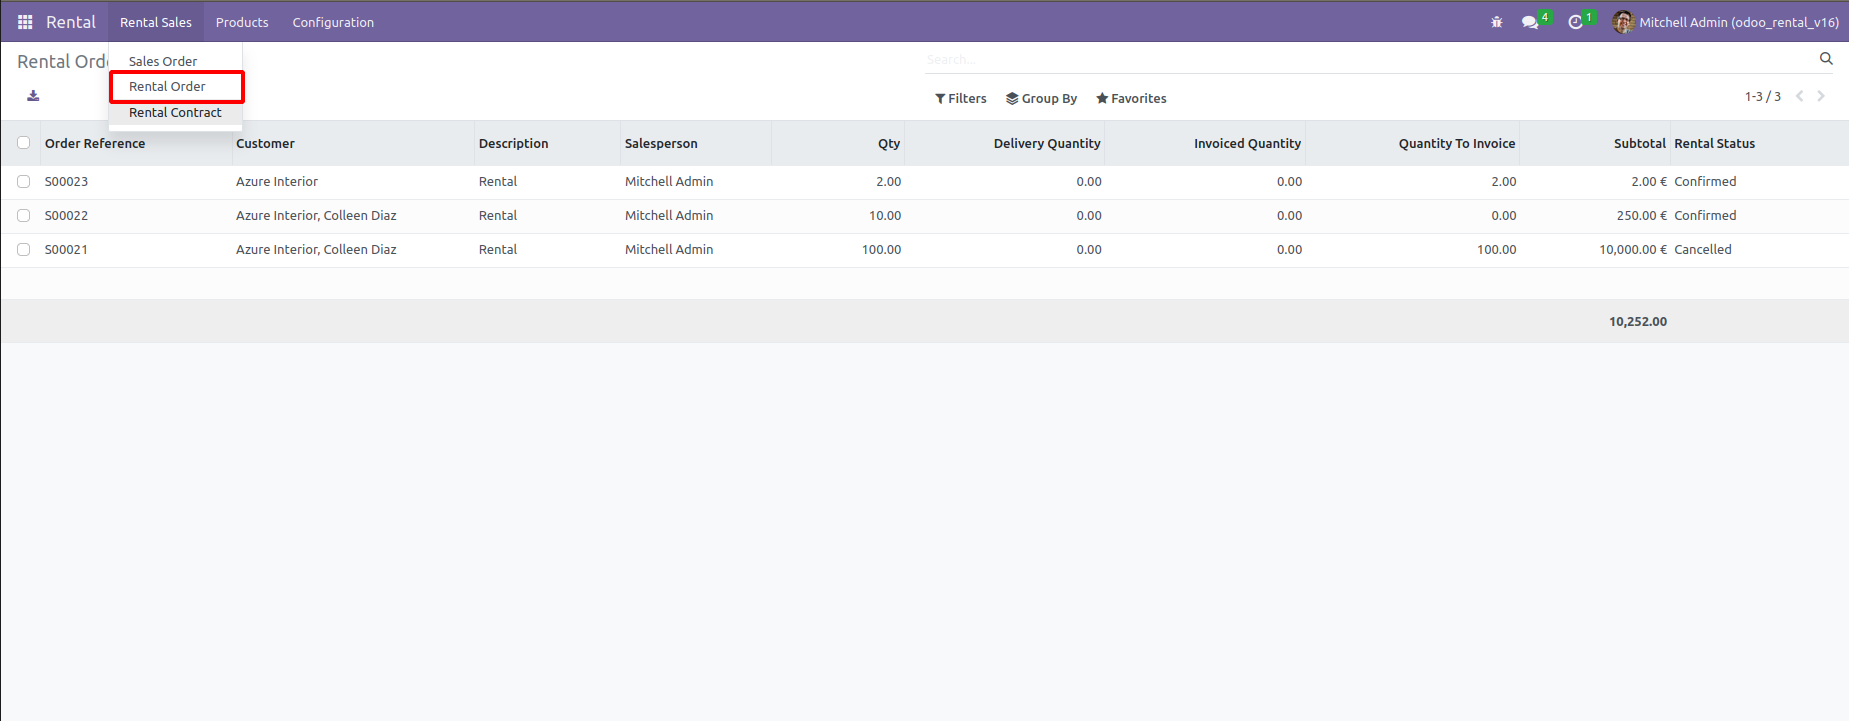 Rental Rental Sales Products Configuration 4 1 Mitchell Admin (odoo_rental_v16)
Sales Order
Rental Order
Rental Contract
Rental Ord
Search...
Filters Group By Favorites 1-3 / 3
Order Reference Customer Description Salesperson Qty Delivery Quantity Invoiced Quantity Quantity To Invoice Subtotal Rental Status
S00023 Azure Interior Rental Mitchell Admin 2.00 0.00 0.00 2.00 2.00 € Confirmed
S00022 Azure Interior, Colleen Diaz Rental Mitchell Admin 10.00 0.00 0.00 0.00 250.00 € Confirmed
S00021 Azure Interior, Colleen Diaz Rental Mitchell Admin 100.00 0.00 0.00 100.00 10,000.00 € Cancelled
10,252.00